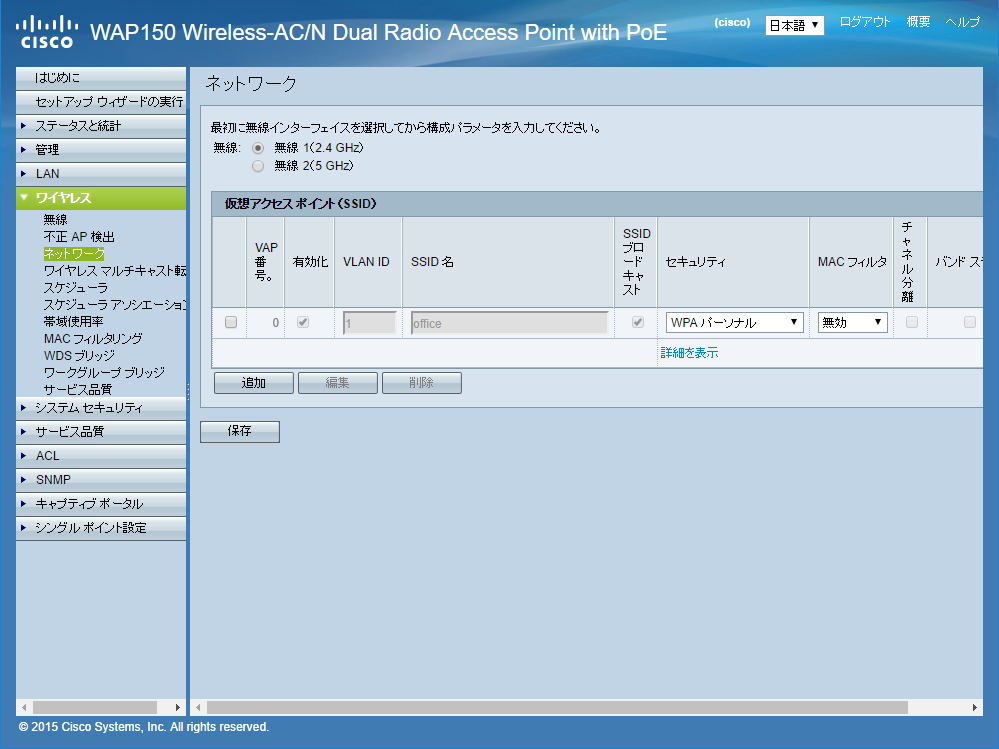 CISCO
WAP150 Wireless-AC/N Dual Radio Access Point with PoE
(cisco)
日本語
ログアウト 概要 ヘルプ
はじめに
セットアップ ウィザードの実行
ステータスと統計
管理
LAN
ワイヤレス
無線
不正 AP 検出
ネットワーク
ワイヤレス マルチキャスト転
スケジューラ
スケジューラ アソシエーション
帯域使用率
MAC フィルタリング
WDS ブリッジ
ワークグループ ブリッジ
サービス品質
システム セキュリティ
サービス品質
ACL
SNMP
キャプティブ ポータル
シングル ポイント設定
ネットワーク
最初に無線インターフェイスを選択してから構成パラメータを入力してください。
無線: 無線 1(2.4 GHz)
無線 2(5 GHz)
仮想アクセス ポイント(SSID)
VAP 番号。 有効化 VLAN ID SSID 名 SSID ブロードキャスト セキュリティ MAC フィルタ チャネル分離 バンド ステ
0 1 office WPA パーソナル 無効
詳細を表示
追加 編集 削除
保存
© 2015 Cisco Systems, Inc. All rights reserved.